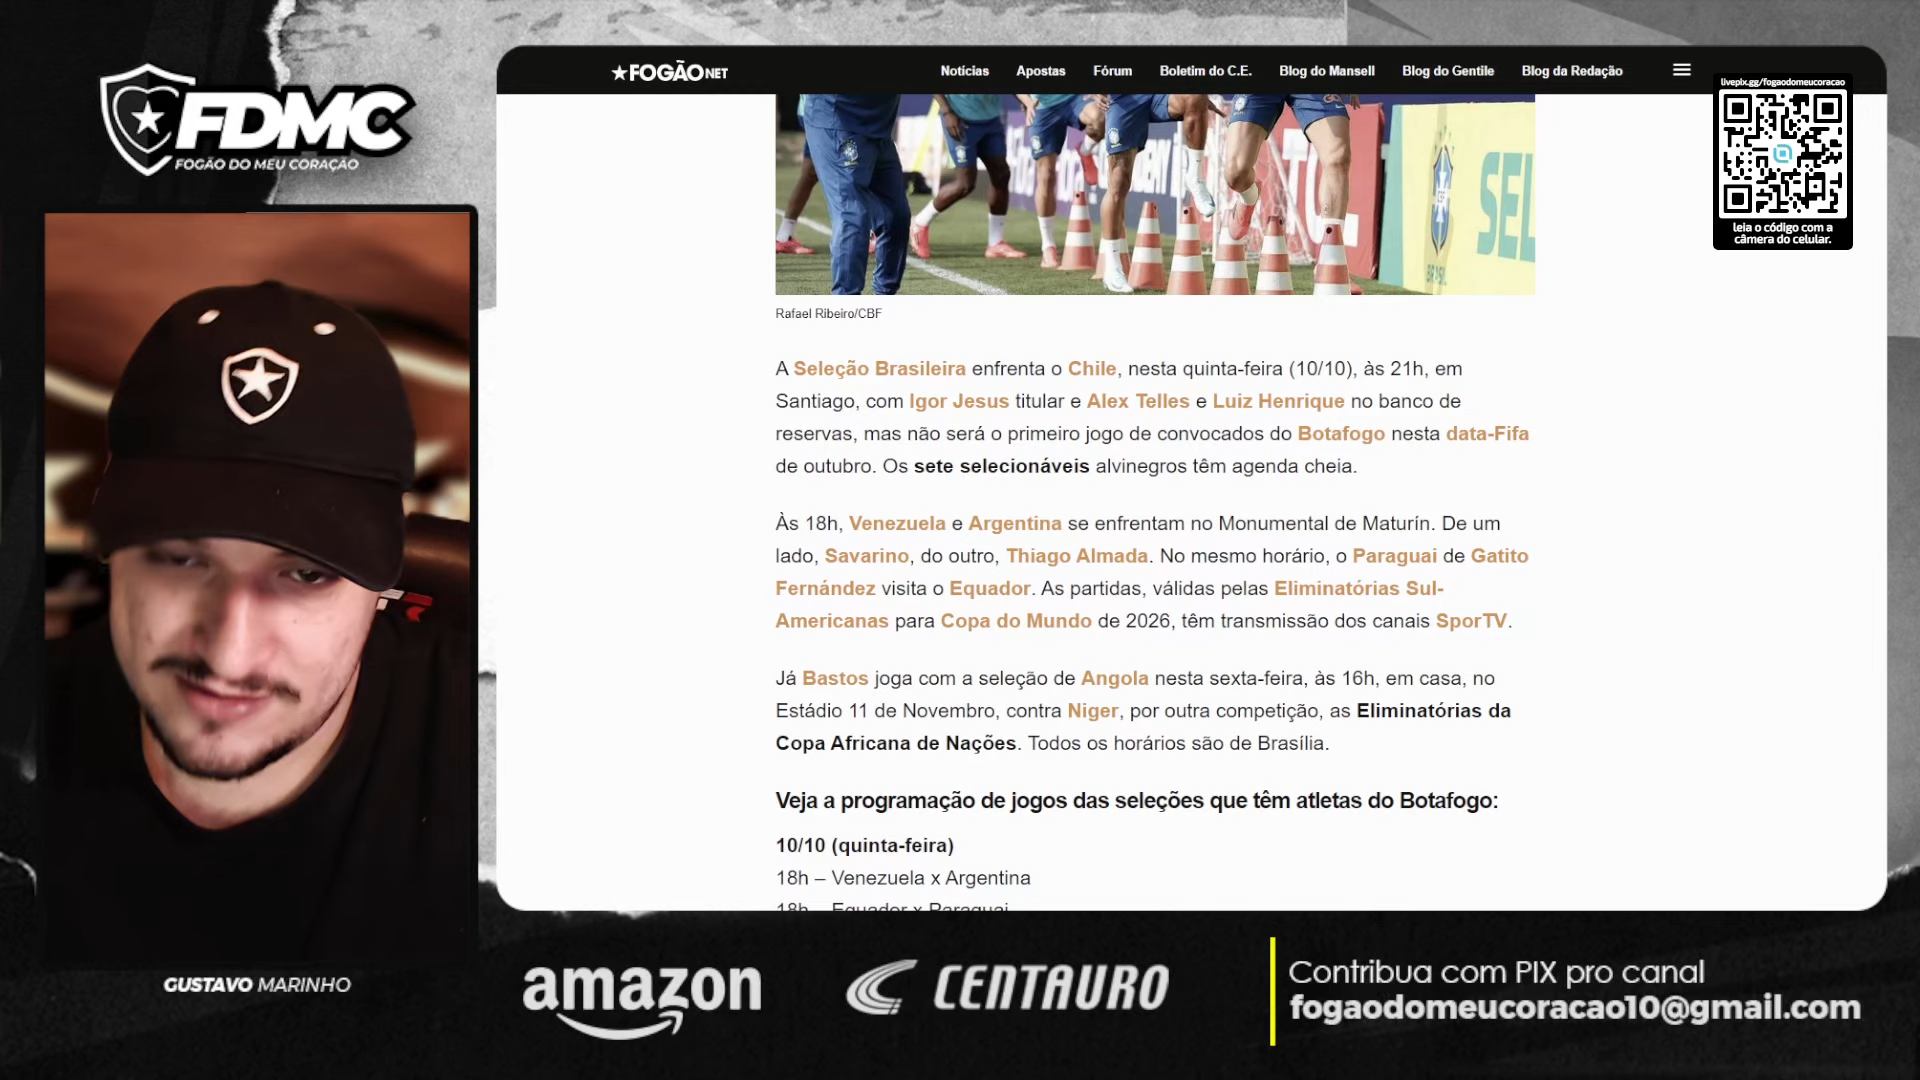 FDMC
FOGÃO DO MEU CORAÇÃO
FOGÃONET
Notícias
Apostas
Fórum
Boletim do C.E.
Blog do Mansell
Blog do Gentile
Blog da Redação
livepix.gg/fogaodomeucoracao
leia o código com a
câmera do celular.
SEL
BRASIL
Rafael Ribeiro/CBF
A Seleção Brasileira enfrenta o Chile, nesta quinta-feira (10/10), às 21h, em
Santiago, com Igor Jesus titular e Alex Telles e Luiz Henrique no banco de
reservas, mas não será o primeiro jogo de convocados do Botafogo nesta data-Fifa
de outubro. Os sete selecionáveis alvinegros têm agenda cheia.
Às 18h, Venezuela e Argentina se enfrentam no Monumental de Maturín. De um
lado, Savarino, do outro, Thiago Almada. No mesmo horário, o Paraguai de Gatito
Fernández visita o Equador. As partidas, válidas pelas Eliminatórias Sul-
Americanas para Copa do Mundo de 2026, têm transmissão dos canais SporTV.
Já Bastos joga com a seleção de Angola nesta sexta-feira, às 16h, em casa, no
Estádio 11 de Novembro, contra Niger, por outra competição, as Eliminatórias da
Copa Africana de Nações. Todos os horários são de Brasília.
Veja a programação de jogos das seleções que têm atletas do Botafogo:
10/10 (quinta-feira)
18h – Venezuela x Argentina
18h – Equador x Paraguai
GUSTAVO MARINHO
amazon
CENTAURO
Contribua com PIX pro canal
fogaodomeucoracao10@gmail.com